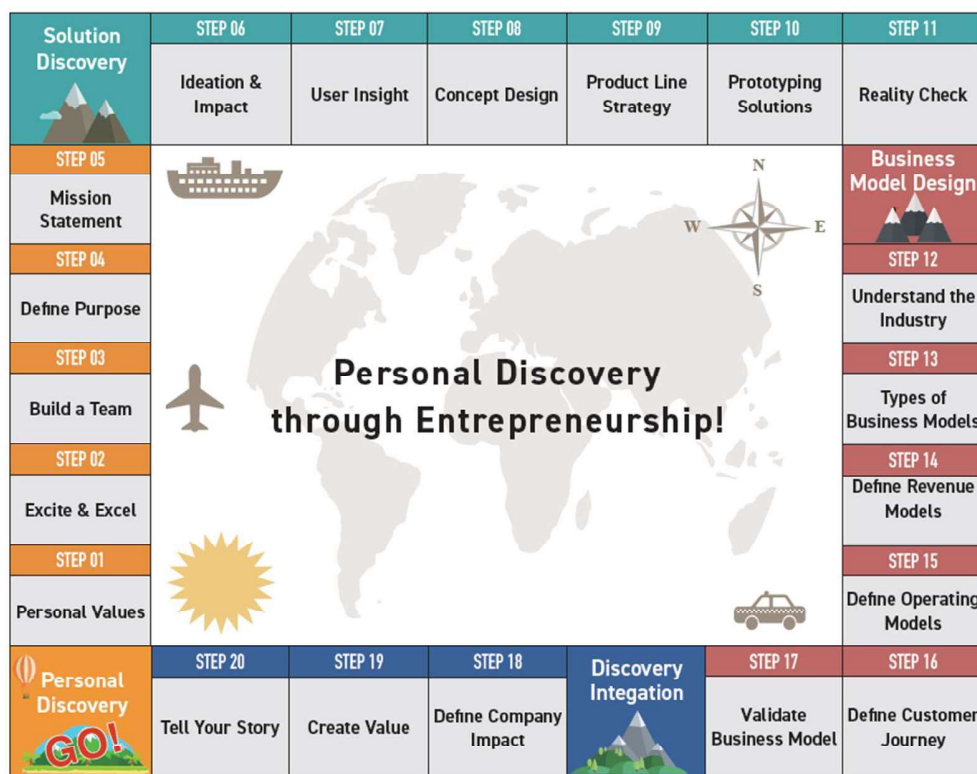 Solution
Discovery
STEP 06
Ideation &
Impact
STEP 07
User Insight
STEP 08
Concept Design
STEP 09
Product Line
Strategy
STEP 10
Prototyping
Solutions
STEP 11
Reality Check
STEP 05
Mission
Statement
STEP 04
Define Purpose
STEP 03
Build a Team
STEP 02
Excite & Excel
STEP 01
Personal Values
N
W
E
S
Personal Discovery
through Entrepreneurship!
Business
Model Design
STEP 12
Understand the
Industry
STEP 13
Types of
Business Models
STEP 14
Define Revenue
Models
STEP 15
Define Operating
Models
Personal
Discovery
GO!
STEP 20
Tell Your Story
STEP 19
Create Value
STEP 18
Define Company
Impact
Discovery
Integation
STEP 17
Validate
Business Model
STEP 16
Define Customer
Journey